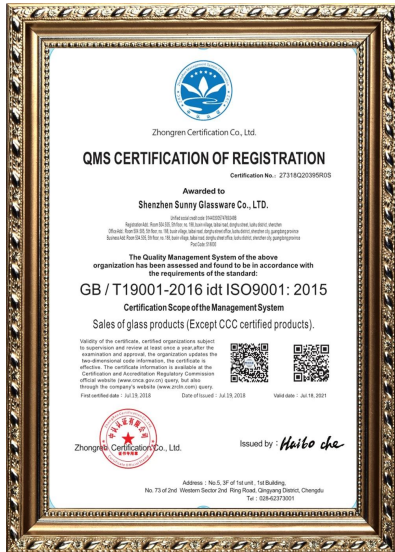 Zhongren Certification Co., Ltd.
QMS CERTIFICATION OF REGISTRATION
Certification No.: 27318Q20395R0S
Awarded to
Shenzhen Sunny Glassware Co., LTD.
The Quality Management System of the above
organization has been assessed and found to be in accordance with
the requirements of the standard:
GB / T19001-2016 idt ISO9001: 2015
Certification Scope of the Management System
Sales of glass products (Except CCC certified products).
Validity of the certificate, certified organizations subject
to supervision and review at least once a year,after the
examination and approval, the organization updates the
two-dimensional code information, the certificate is
effective. The certificate information is available at the
Certification and Accreditation Regulatory Commission
official website (www.cnca.gov.cn) query, but also
through the company's website (www.zrctn.com) query.
First certified date : Jul.19, 2018 Date of Issued : Jul.19, 2018 Valid date : Jul.18, 2021
Zhongren Certification Co., Ltd.
Issued by : Haibo che
Address : No.5, 3F of 1st unit , 1st Building,
No. 73 of 2nd Western Sector 2nd Ring Road, Qingyang District, Chengdu
Tel : 028-62373001